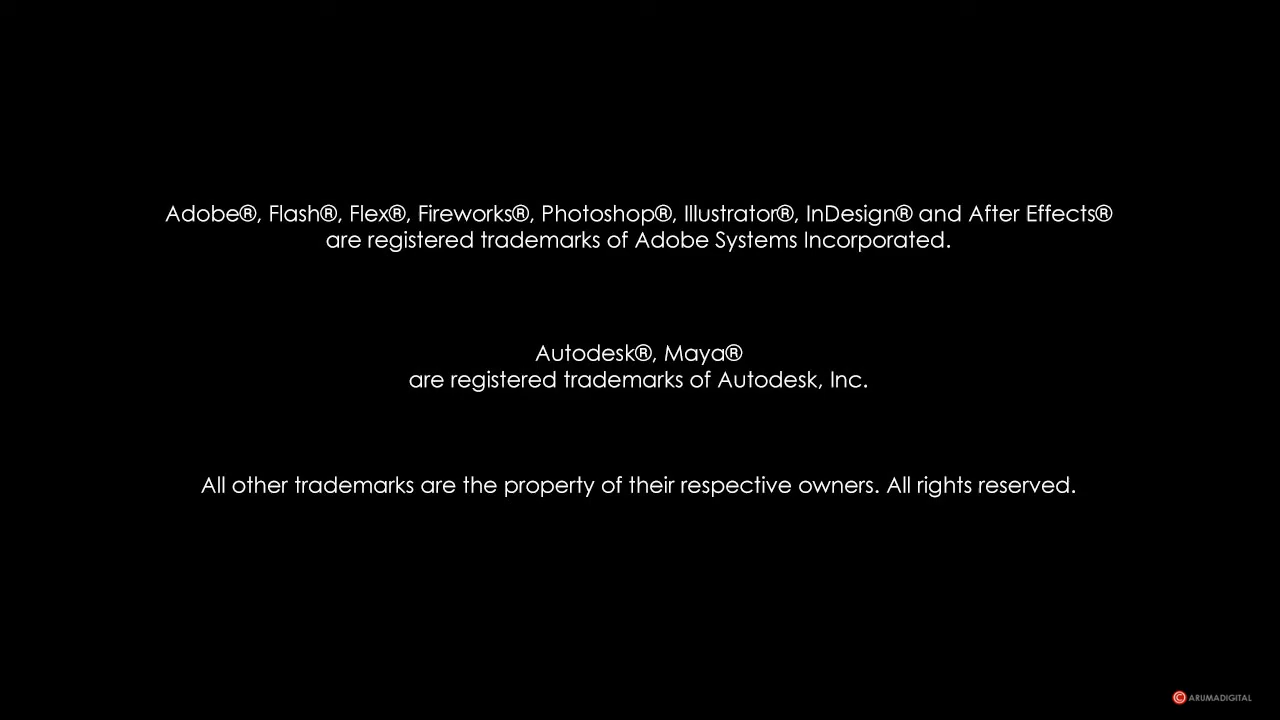 Adobe®, Flash®, Flex®, Fireworks®, Photoshop®, Illustrator®, InDesign® and After Effects®
are registered trademarks of Adobe Systems Incorporated.
Autodesk®, Maya®
are registered trademarks of Autodesk, Inc.
All other trademarks are the property of their respective owners. All rights reserved.
© ARUMADIGITAL